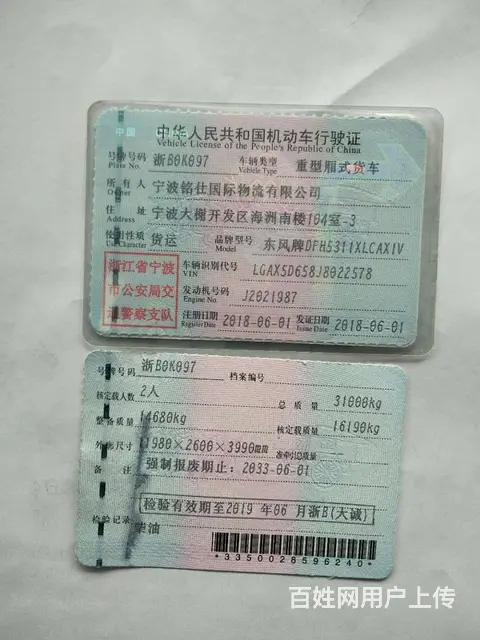 中国
中华人民共和国机动车行驶证
Vehicle License of the People's Republic of China
号牌号码 Plate No. 浙B0K097 车辆类型 Vehicle Type 重型厢式货车
所有人 Owner 宁波铭仕国际物流有限公司
住址 Address 宁波大榭开发区海洲南楼104室-3
使用性质 Use Character 货运 品牌型号 Model 东风牌DFH5311XLCAX1V
浙江省宁波
市公安局交
通警察支队
车辆识别代号 VIN LGAX5D658J8022578
发动机号码 Engine No. J2021987
注册日期 Register Date 2018-06-01 发证日期 Issue Date 2018-06-01
号牌号码 浙B0K097 档案编号
核定载人数 2人 总质量 31000kg
整备质量 14680kg 核定载质量 16190kg
外廓尺寸 11980×2600×3990mm 准牵引总质量
备注 强制报废期止：2033-06-01
检验有效期至2019年06月浙B(天诚)
检验记录 柴油
*3350028596240*
百姓网用户上传